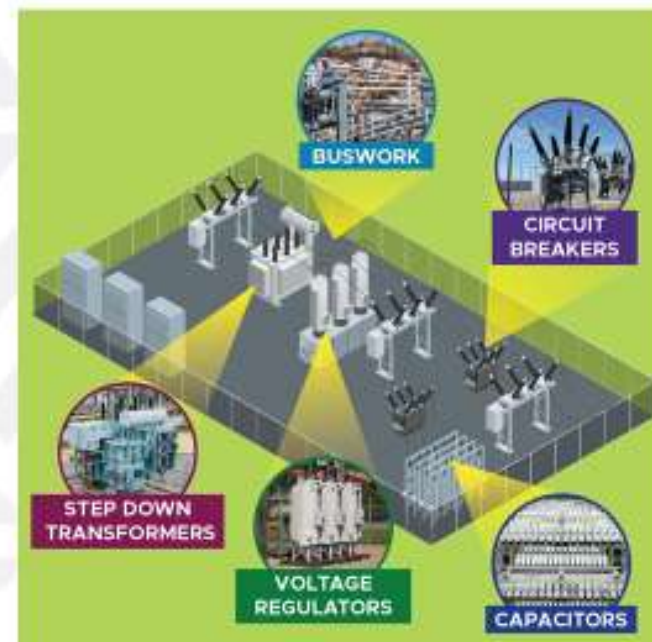 BUSWORK
CIRCUIT
BREAKERS
STEP DOWN
TRANSFORMERS
VOLTAGE
REGULATORS
CAPACITORS